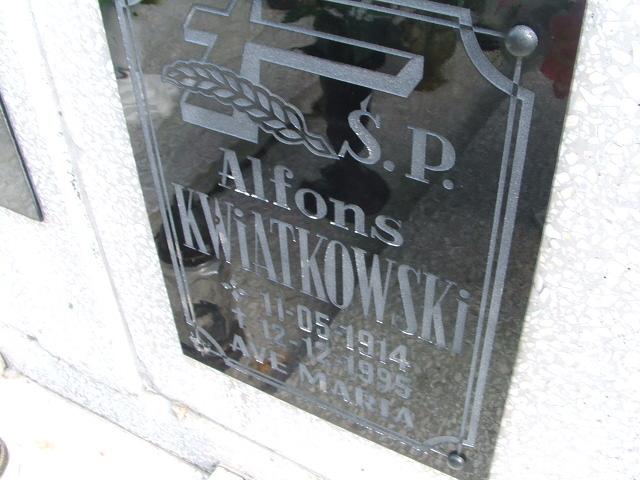 Ś.P.
Alfons
KWiATKOWSKi
11-05-1914
✝ 12-12-1995
AVE MARIA